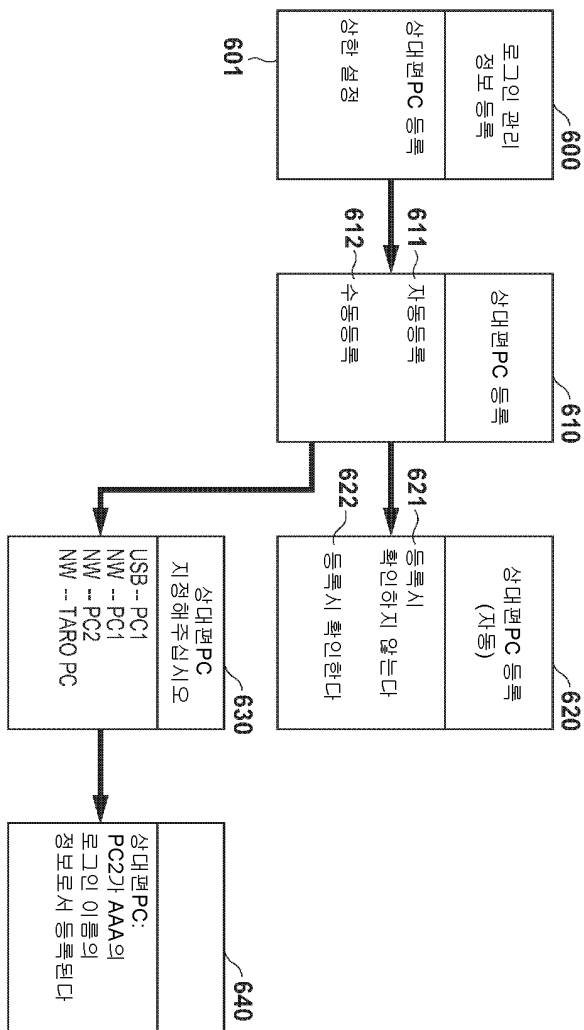 600
로그인 관리
정보 등록
상대편PC 등록
상한 설정
601
610
상대편PC 등록
611
자동등록
612
수동등록
620
상대편PC 등록
(자동)
621
등록시
확인하지 않는다
622
등록시 확인한다
630
상대편PC
지정해주십시오
USB -- PC1
NW -- PC1
NW -- PC2
NW -- TARO PC
640
상대편PC:
PC2가 AAA의
로그인 이름의
정보로서 등록된다